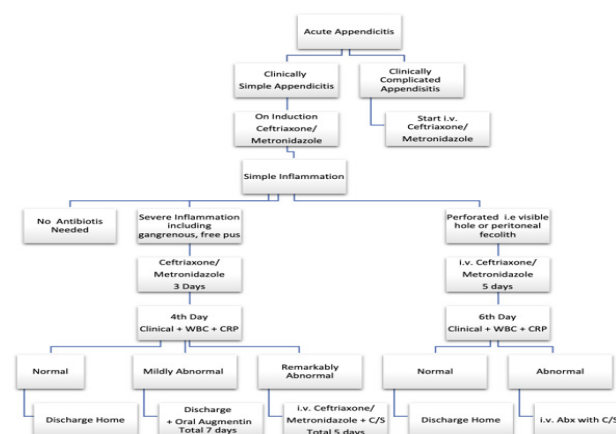 Acute Appendicitis
Clinically
Simple Appendicitis
Clinically
Complicated
Appendisitis
On Induction
Ceftriaxone/
Metronidazole
Start i.v.
Ceftriaxone/
Metronidazole
Simple Inflammation
No Antibiotis
Needed
Severe Inflammation
including
gangrenous, free pus
Perforated i.e visible
hole or peritoneal
fecolith
Ceftriaxone/
Metronidazole
3 Days
i.v. Ceftriaxone/
Metronidazole
5 days
4th Day
Clinical + WBC + CRP
6th Day
Clinical + WBC + CRP
Normal
Mildly Abnormal
Remarkably
Abnormal
Normal
Abnormal
Discharge Home
Discharge
+ Oral Augmentin
Total 7 days
i.v. Ceftriaxone/
Metronidazole + C/S
Total 5 days
Discharge Home
i.v. Abx with C/S